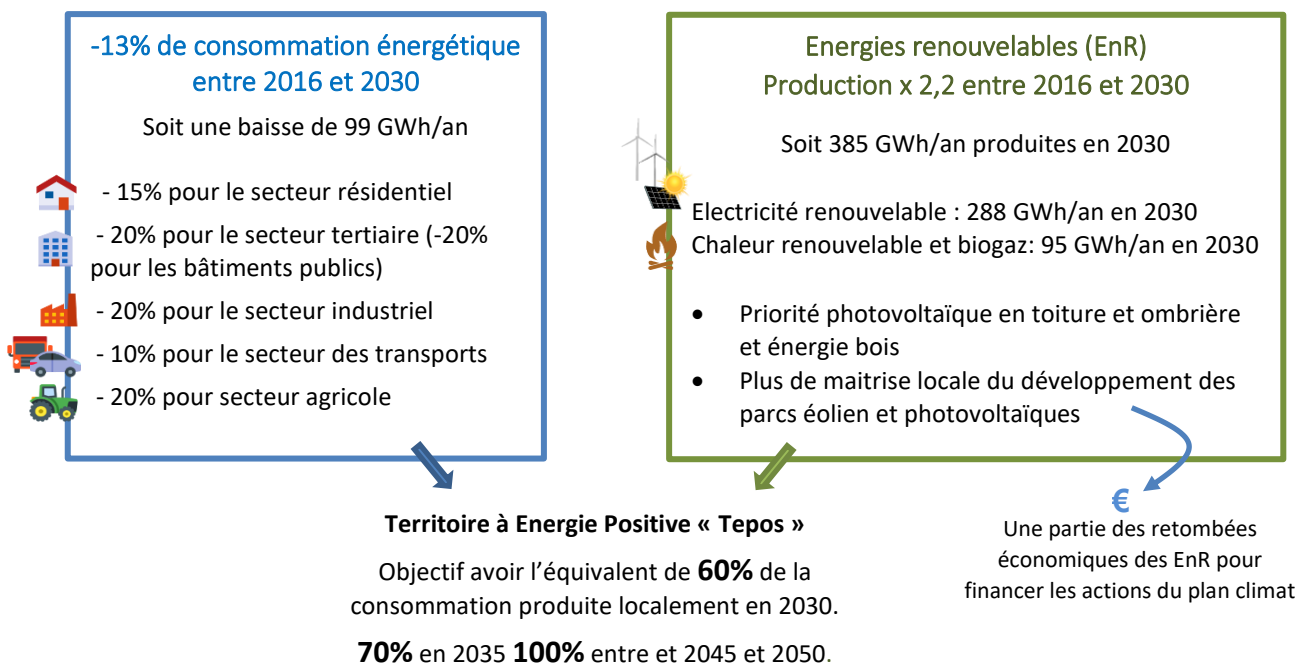 -13% de consommation énergétique
entre 2016 et 2030
Soit une baisse de 99 GWh/an
- 15% pour le secteur résidentiel
- 20% pour le secteur tertiaire (-20%
pour les bâtiments publics)
- 20% pour le secteur industriel
- 10% pour le secteur des transports
- 20% pour secteur agricole
Energies renouvelables (EnR)
Production x 2,2 entre 2016 et 2030
Soit 385 GWh/an produites en 2030
Electricité renouvelable : 288 GWh/an en 2030
Chaleur renouvelable et biogaz: 95 GWh/an en 2030
• Priorité photovoltaïque en toiture et ombrière
et énergie bois
• Plus de maitrise locale du développement des
parcs éolien et photovoltaïques
€
Une partie des retombées
économiques des EnR pour
financer les actions du plan climat
Territoire à Energie Positive « Tepos »
Objectif avoir l’équivalent de 60% de la
consommation produite localement en 2030.
70% en 2035 100% entre et 2045 et 2050.